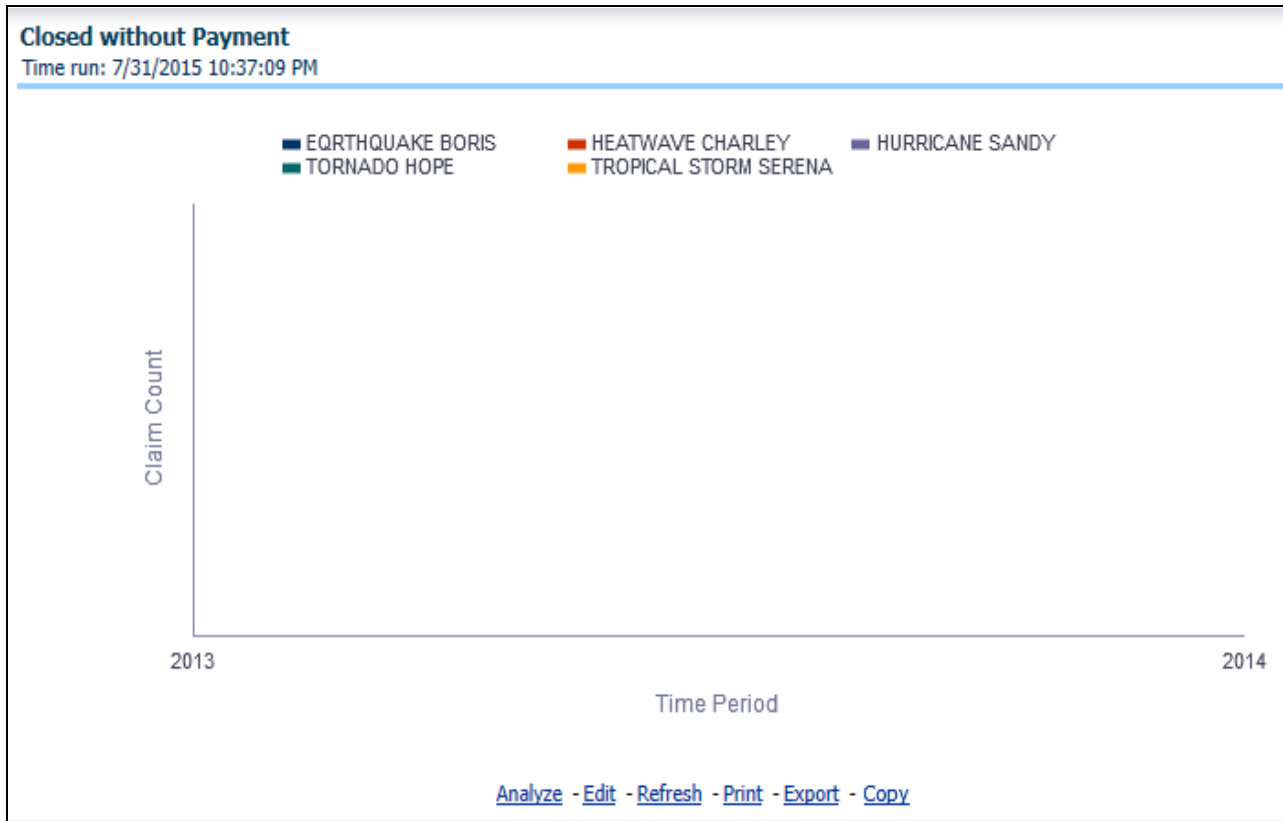 Closed without Payment
Time run: 7/31/2015 10:37:09 PM
EQRTHQUAKE BORIS HEATWAVE CHARLEY HURRICANE SANDY
TORNADO HOPE TROPICAL STORM SERENA
Claim Count
2013 2014
Time Period
Analyze - Edit - Refresh - Print - Export - Copy